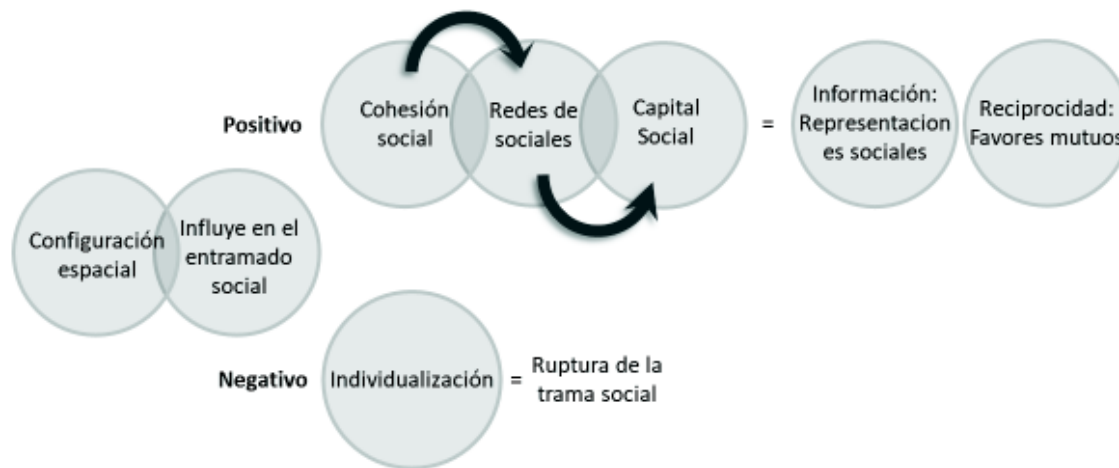 Positivo
Cohesión
social
Redes de
sociales
Capital
Social
=
Información:
Representacion
es sociales
Reciprocidad:
Favores mutuos
Configuración
espacial
Influye en el
entramado
social
Negativo
Individualización
=
Ruptura de la
trama social